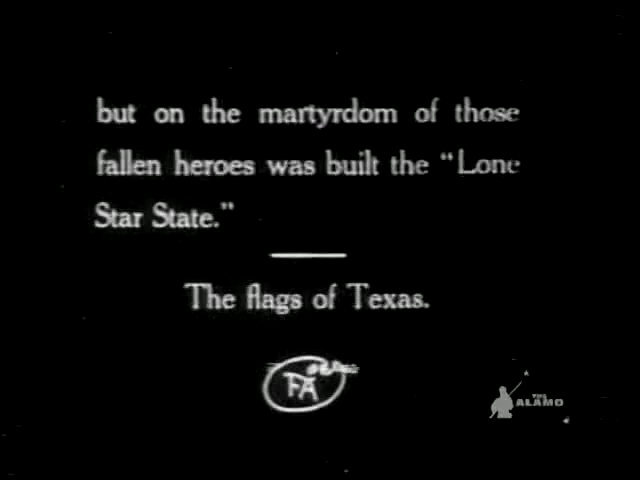 but on the martyrdom of those
fallen heroes was built the "Lone
Star State."
The flags of Texas.
FA
THE
ALAMO